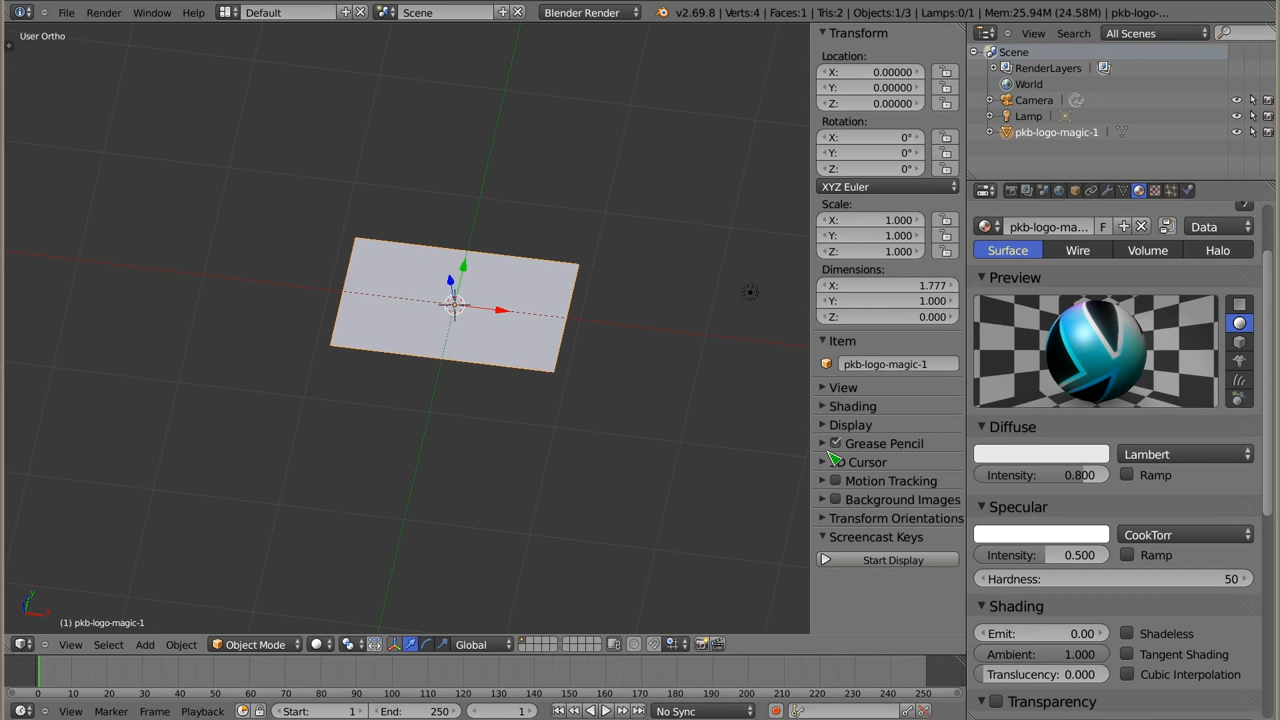 File Render Window Help Default Scene Blender Render v2.69.8 | Verts:4 | Faces:1 | Tris:2 | Objects:1/3 | Lamps:0/1 | Mem:25.94M (24.58M) | pkb-logo-...
User Ortho
Transform
Location:
X: 0.00000
Y: 0.00000
Z: 0.00000
Rotation:
X: 0°
Y: 0°
Z: 0°
XYZ Euler
Scale:
X: 1.000
Y: 1.000
Z: 1.000
Dimensions:
X: 1.777
Y: 1.000
Z: 0.000
Item
pkb-logo-magic-1
View
Shading
Display
Grease Pencil
Cursor
Motion Tracking
Background Images
Transform Orientations
Screencast Keys
Start Display
(1) pkb-logo-magic-1
View Select Add Object Object Mode Global
0 10 20 30 40 50 60 70 80 90 100 110 120 130 140 150 160 170 180 190 200 210 220 230 240 250
View Marker Frame Playback Start: 1 End: 250 1 No Sync
View Search All Scenes
Scene
RenderLayers
World
Camera
Lamp
pkb-logo-magic-1
pkb-logo-ma... F Data
Surface Wire Volume Halo
Preview
Diffuse
Lambert
Intensity: 0.800 Ramp
Specular
CookTorr
Intensity: 0.500 Ramp
Hardness: 50
Shading
Emit: 0.00 Shadeless
Ambient: 1.000 Tangent Shading
Translucency: 0.000 Cubic Interpolation
Transparency